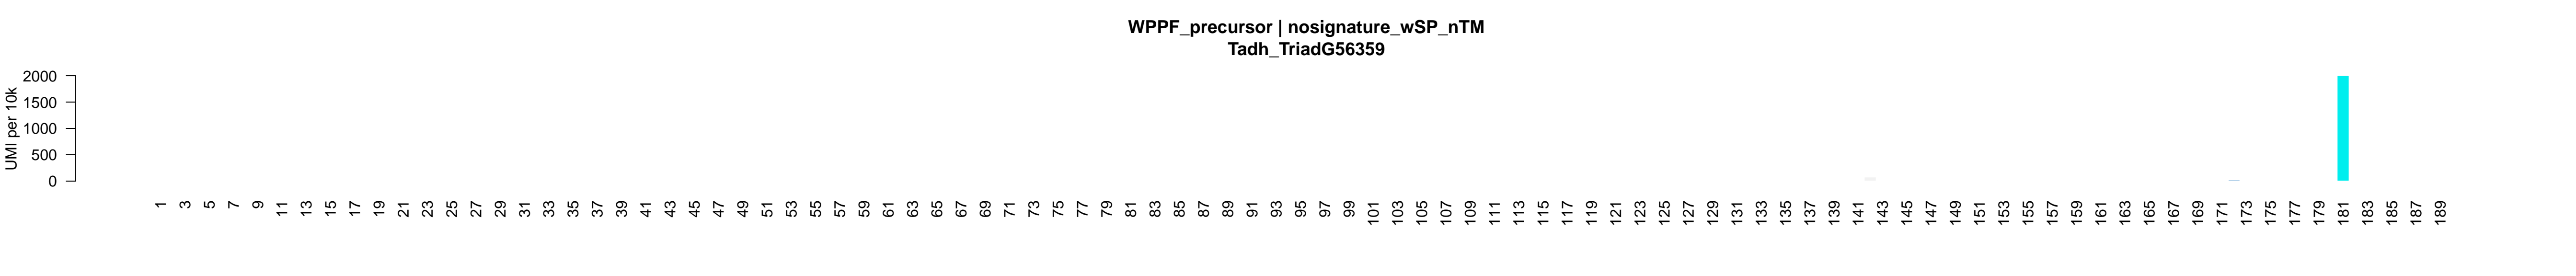 WPPF_precursor | nosignature_wSP_nTM
Tadh_TriadG56359
UMI per 10k
2000
1500
1000
500
0
1 3 5 7 9 11 13 15 17 19 21 23 25 27 29 31 33 35 37 39 41 43 45 47 49 51 53 55 57 59 61 63 65 67 69 71 73 75 77 79 81 83 85 87 89 91 93 95 97 99 101 103 105 107 109 111 113 115 117 119 121 123 125 127 129 131 133 135 137 139 141 143 145 147 149 151 153 155 157 159 161 163 165 167 169 171 173 175 177 179 181 183 185 187 189